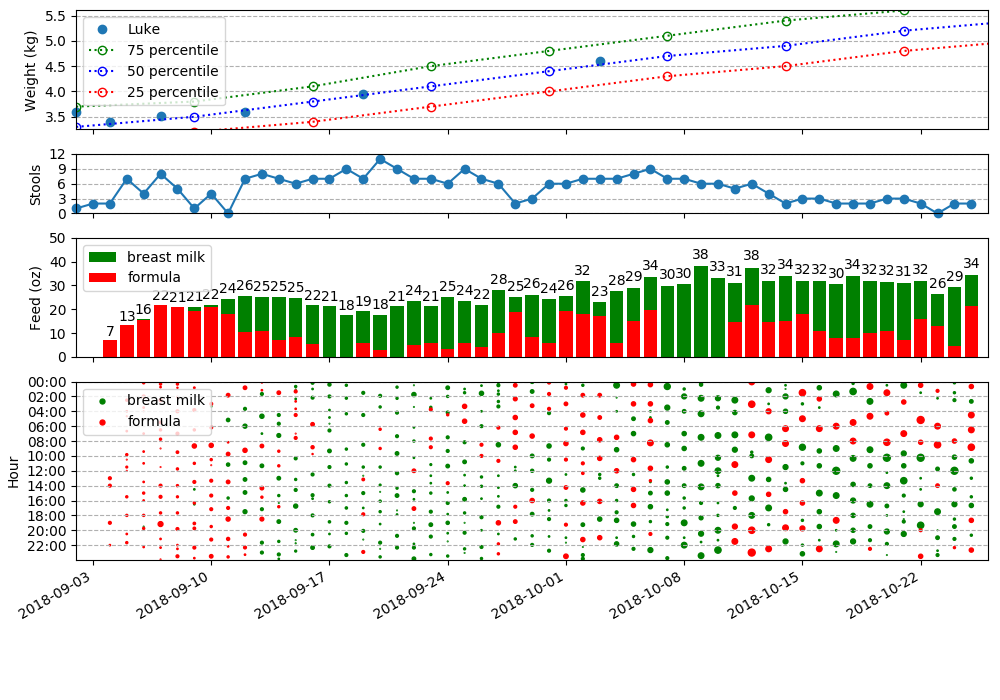 5.5
5.0
4.5
4.0
3.5
Weight (kg)
Luke
75 percentile
50 percentile
25 percentile
12
9
6
3
0
Stools
50
40
30
20
10
0
Feed (oz)
breast milk
formula
7 13 16 22 21 21 22 24 26 25 25 25 22 21 18 19 18 21 24 21 25 24 22 28 25 26 24 26 32 23 28 29 34 30 30 38 33 31 38 32 34 32 32 30 34 32 32 31 32 26 29 34
00:00
02:00
04:00
06:00
08:00
10:00
12:00
14:00
16:00
18:00
20:00
22:00
Hour
breast milk
formula
2018-09-03 2018-09-10 2018-09-17 2018-09-24 2018-10-01 2018-10-08 2018-10-15 2018-10-22